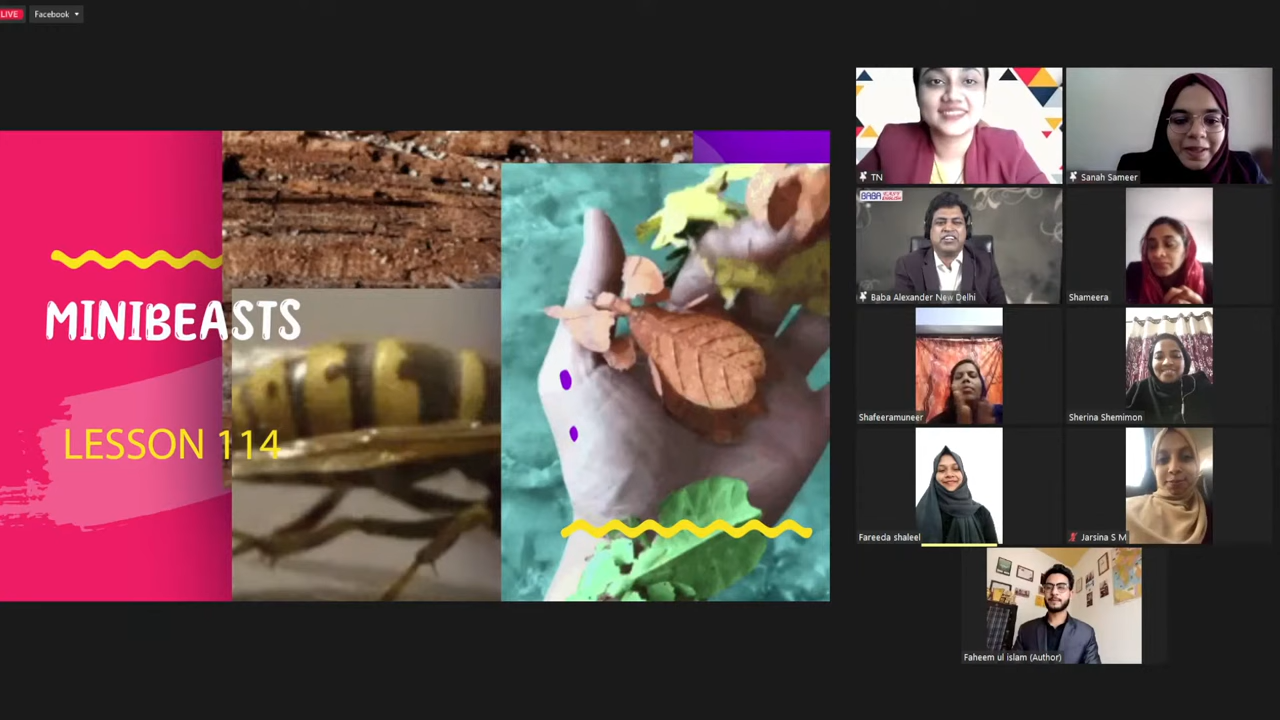 LIVE
Facebook
MINIBEASTS
LESSON 114
TN
Sanah Sameer
BABA
Baba Alexander New Delhi
Shameera
Shafeeramuneer
Sherina Shemimon
Fareeda shaleel
Jarsina S M
Faheem ul islam (Author)